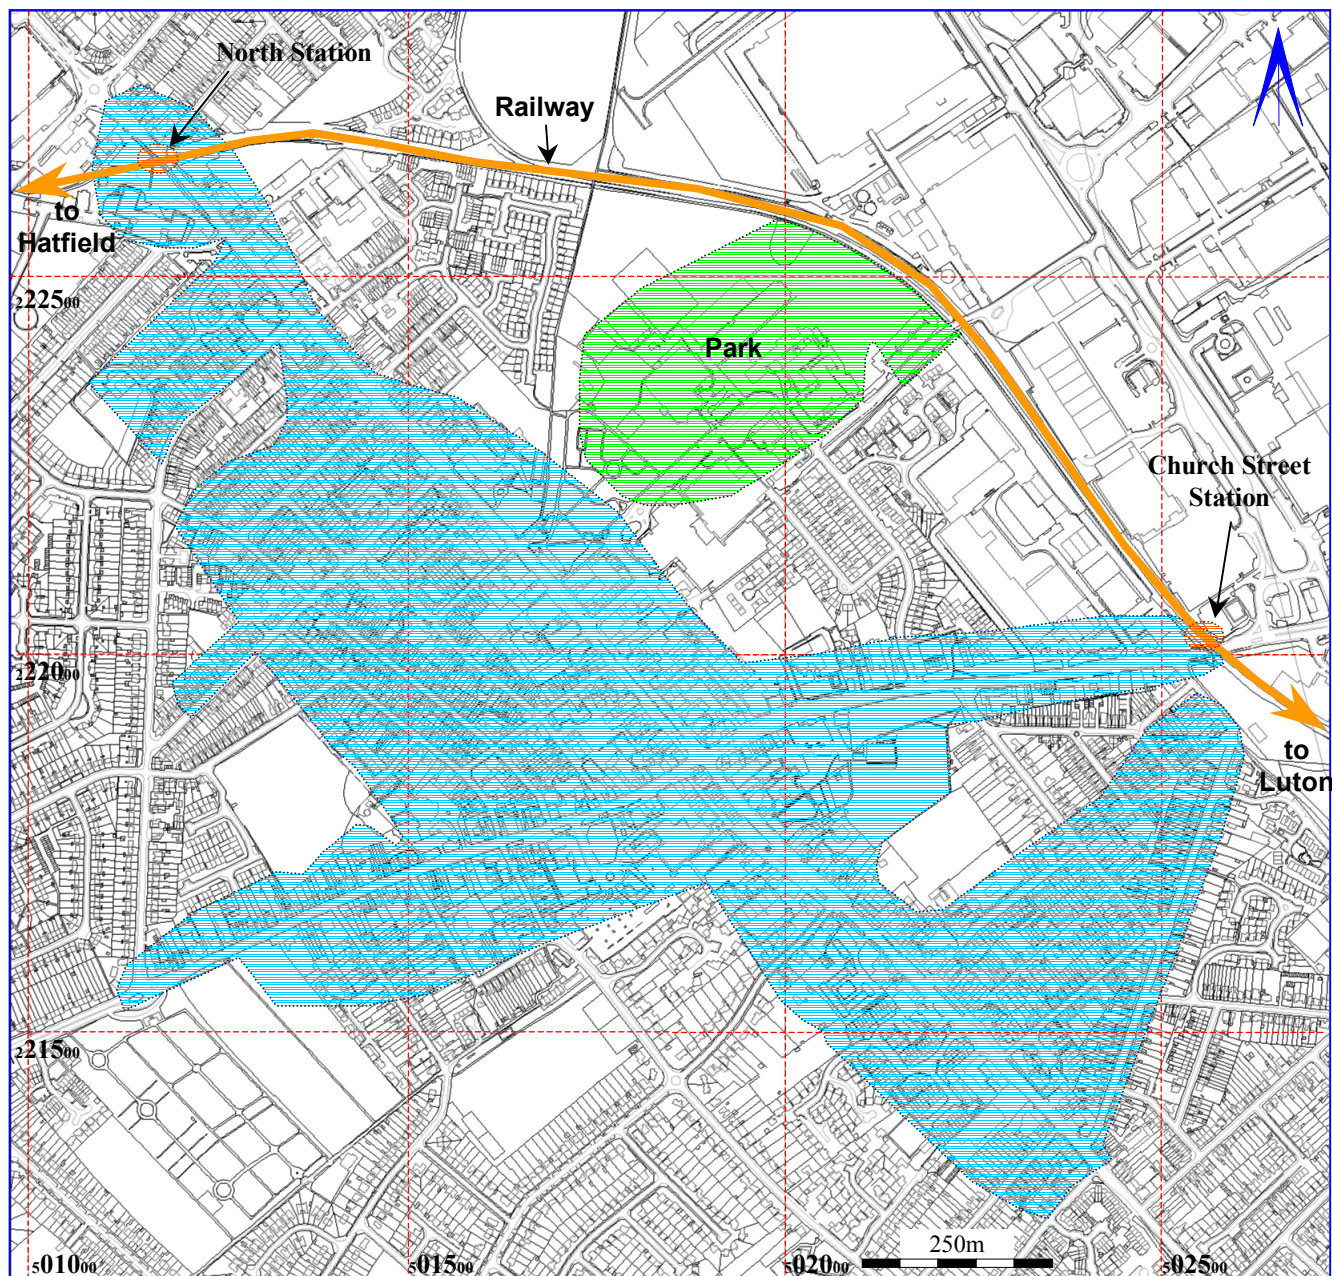 North Station
Railway
to
Hatfield
222500
Park
Church Street
Station
222000
to
Luton
221500
250m
501000
501500
502000
502500